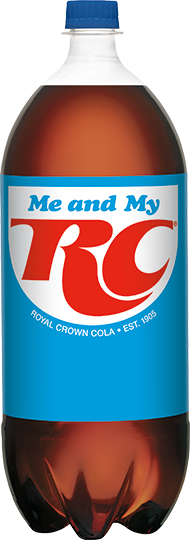 Me and My
RC®
ROYAL CROWN COLA • EST. 1905